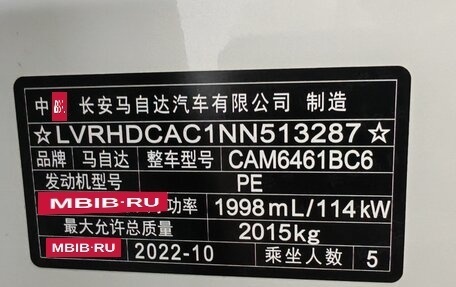 中 长安马自达汽车有限公司 制造
☆LVRHDCAC1NN513287☆
品牌 马自达 整车型号 CAM6461BC6
发动机型号 PE
MBIB·RU 功率 1998mL/114kW
最大允许总质量 2015kg
MBIB·RU 2022-10 乘坐人数 5